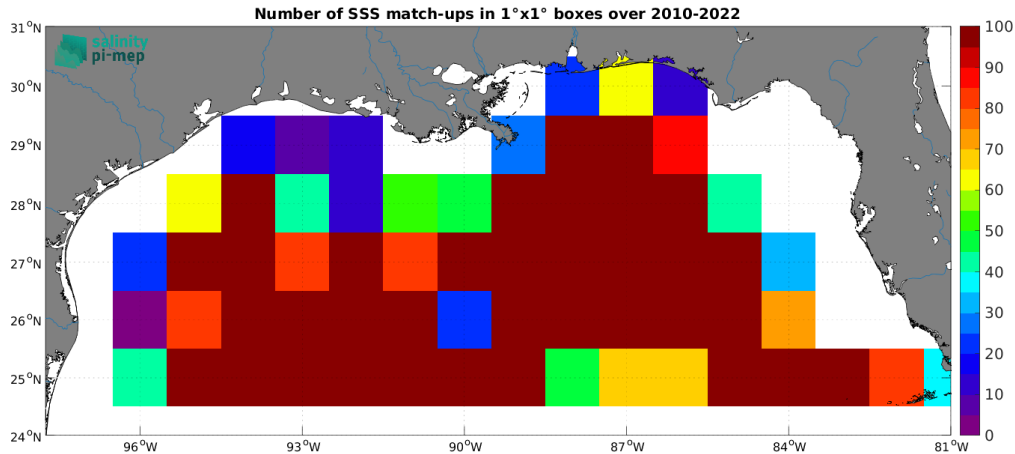 Number of SSS match-ups in 1°x1° boxes over 2010-2022
salinity
pi-mep
31°N
30°N
29°N
28°N
27°N
26°N
25°N
24°N
96°W
93°W
90°W
87°W
84°W
81°W
100
90
80
70
60
50
40
30
20
10
0